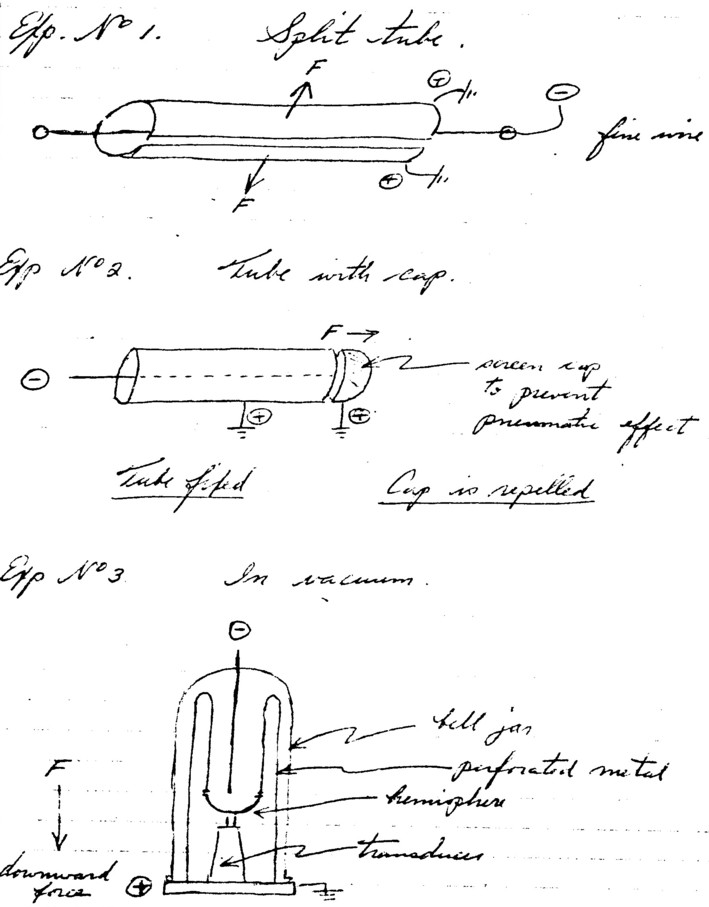 Exp. Nº 1. Split tube.
F
⊕
⊖
fine wire
F
⊕
Exp Nº 2. Tube with cap.
F →
⊖
screen cap
to prevent
pneumatic effect
⊕ ⊕
Tube fixed Cap is repelled
Exp Nº 3 In vacuum.
⊖
bell jar
F
perforated metal
hemisphere
transducer
downward
force
⊕